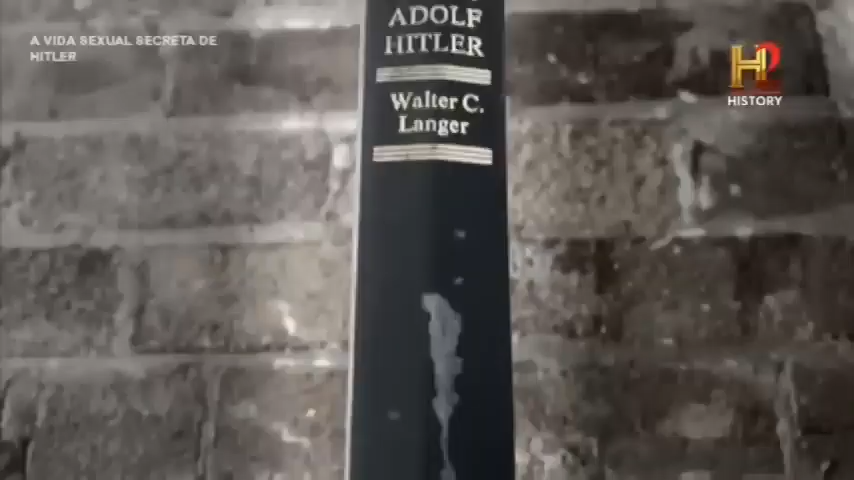 A VIDA SEXUAL SECRETA DE
HITLER
ADOLF
HITLER
Walter C.
Langer
H2
HISTORY